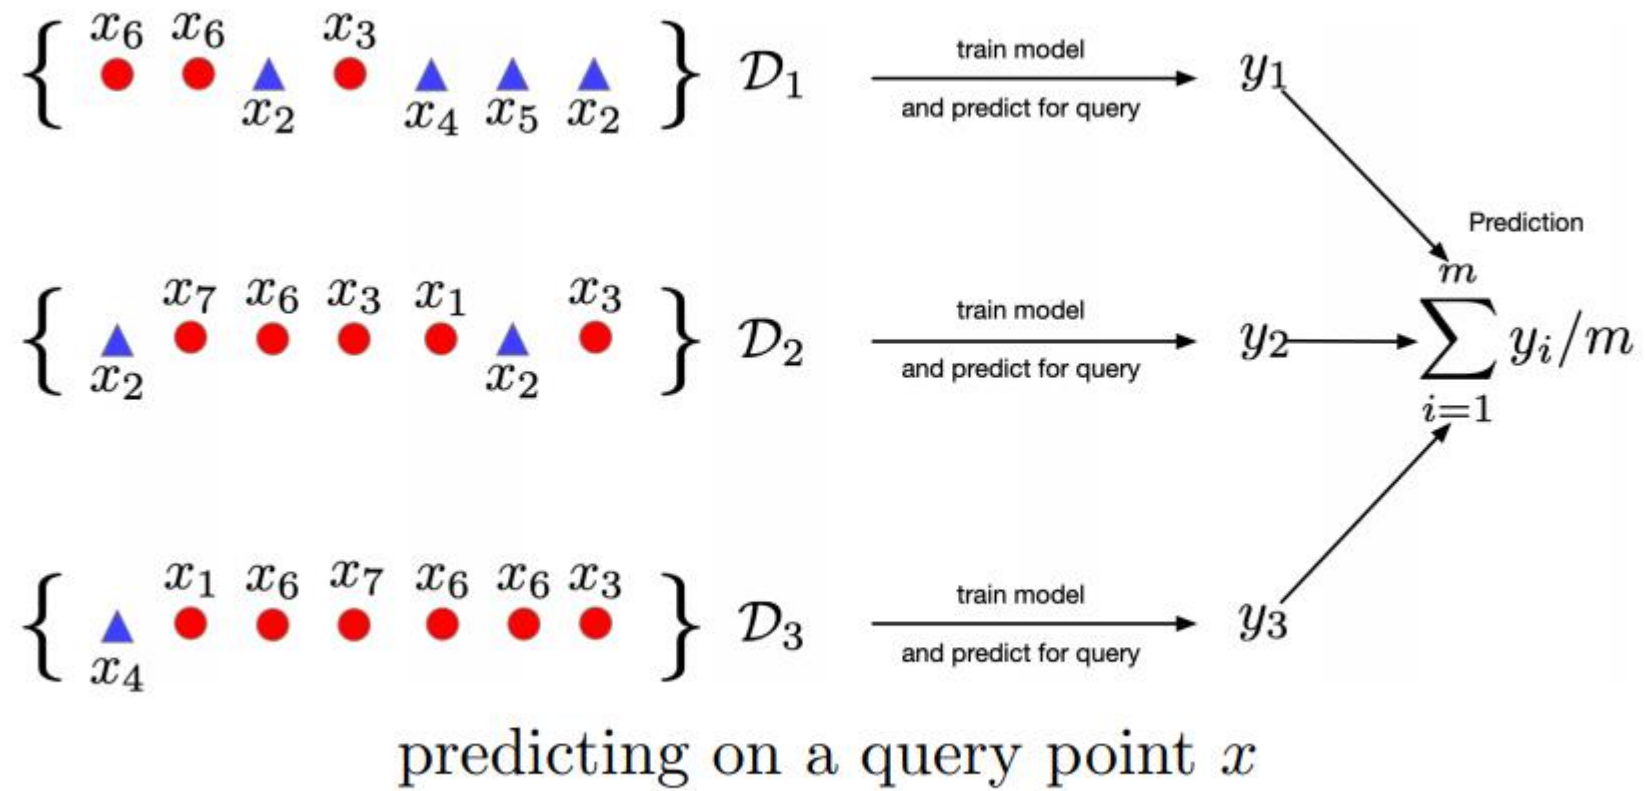 x₆ x₆ x₃
{ } 𝒟₁
x₂ x₄ x₅ x₂
train model
and predict for query
y₁
Prediction
x₇ x₆ x₃ x₁ x₃
{ } 𝒟₂
x₂ x₂
train model
and predict for query
y₂
m
∑ yᵢ/m
i=1
x₁ x₆ x₇ x₆ x₆ x₃
{ } 𝒟₃
x₄
train model
and predict for query
y₃
predicting on a query point x